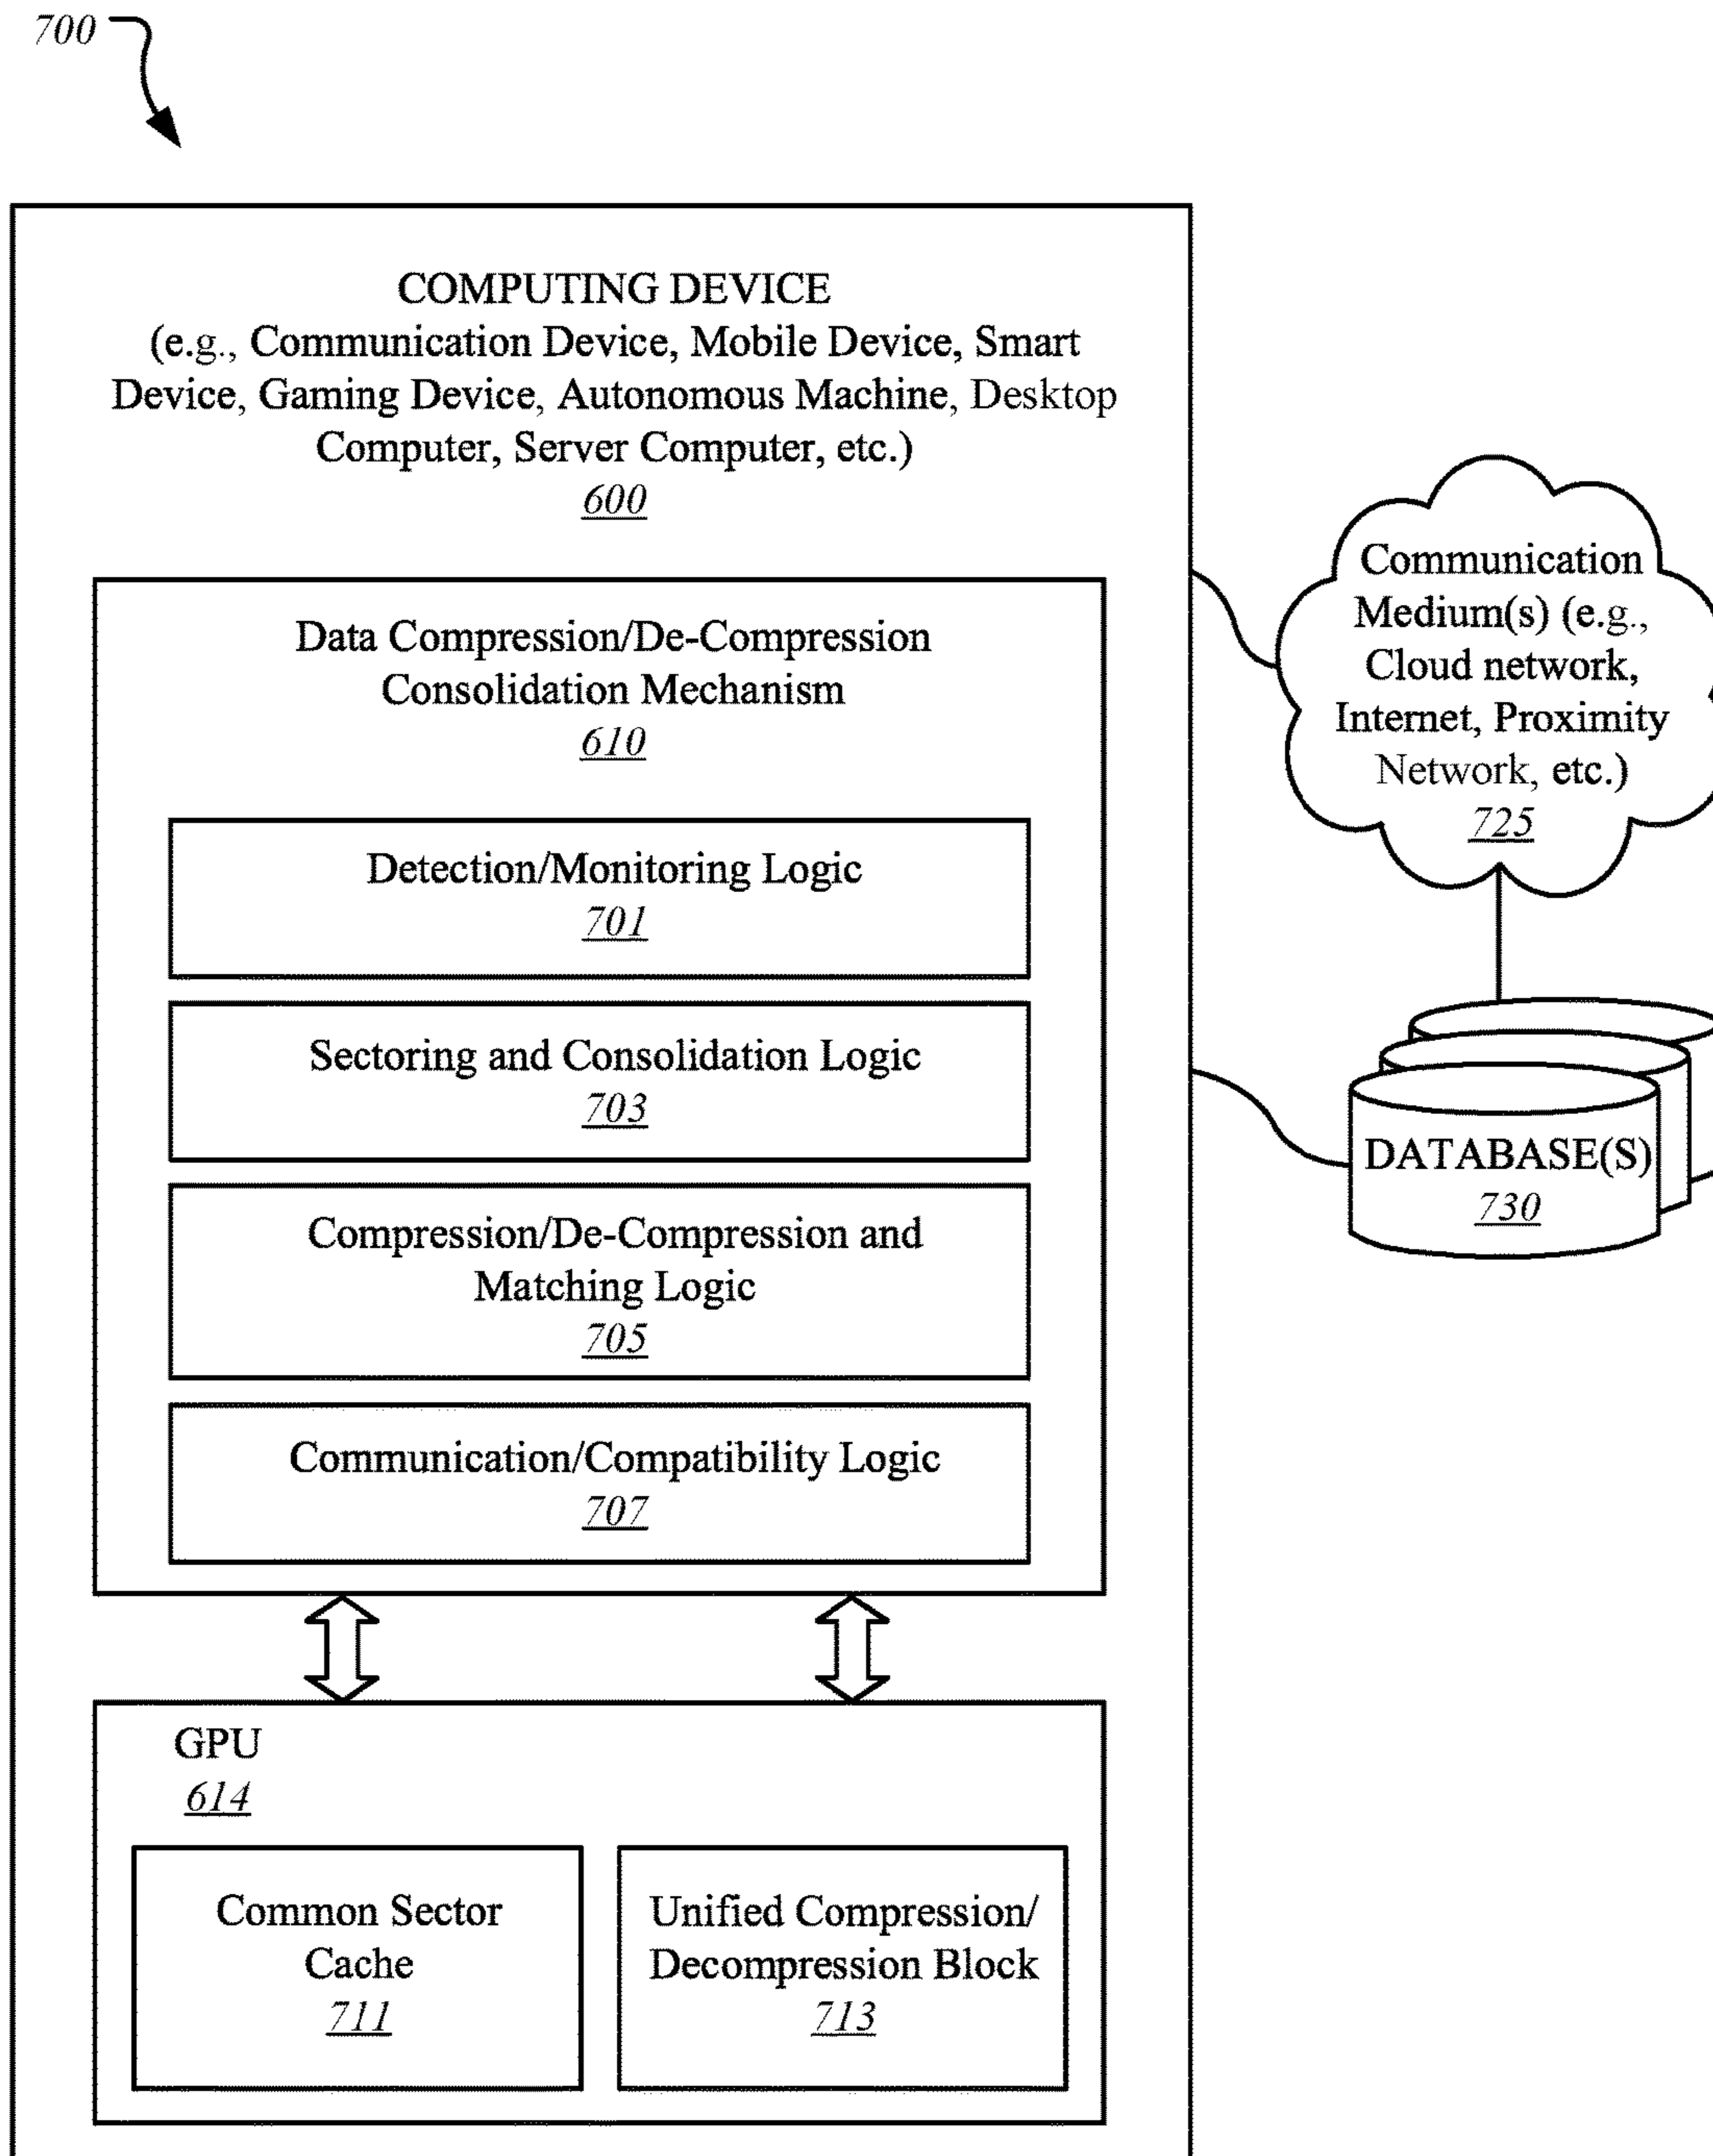 700
COMPUTING DEVICE
(e.g., Communication Device, Mobile Device, Smart
Device, Gaming Device, Autonomous Machine, Desktop
Computer, Server Computer, etc.)
600
Data Compression/De-Compression
Consolidation Mechanism
610
Detection/Monitoring Logic
701
Sectoring and Consolidation Logic
703
Compression/De-Compression and
Matching Logic
705
Communication/Compatibility Logic
707
GPU
614
Common Sector
Cache
711
Unified Compression/
Decompression Block
713
Communication
Medium(s) (e.g.,
Cloud network,
Internet, Proximity
Network, etc.)
725
DATABASE(S)
730